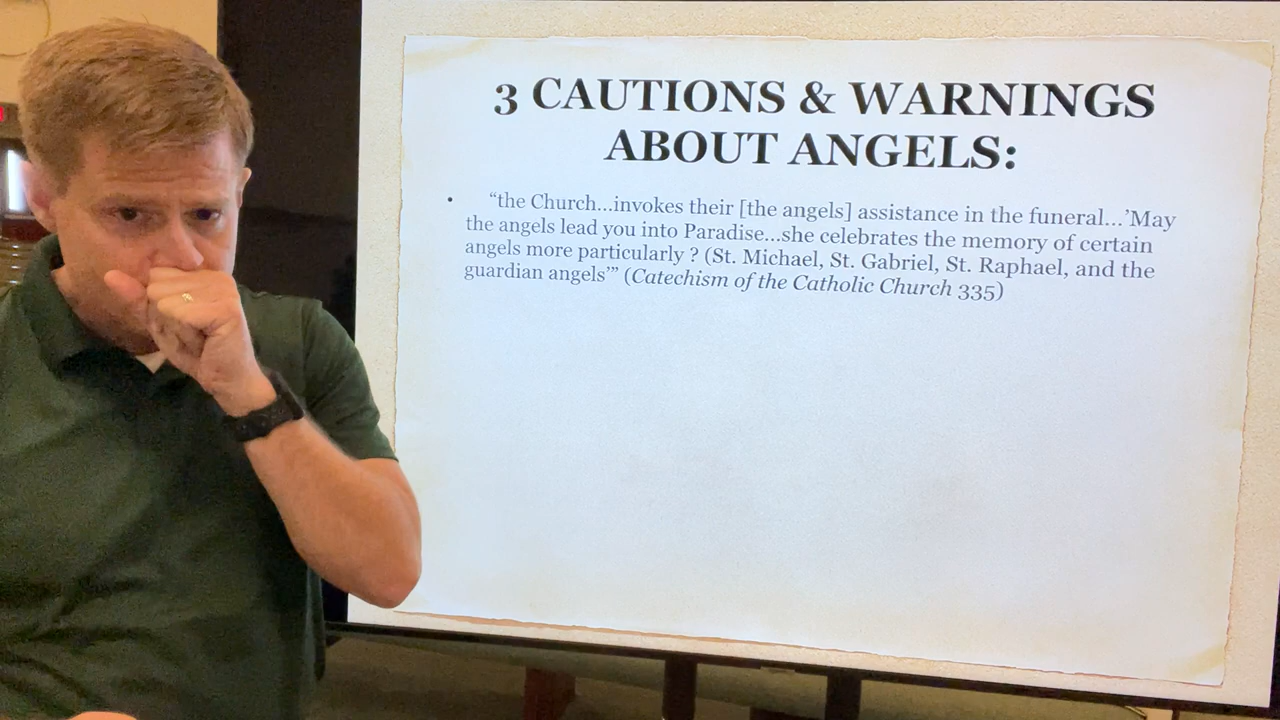 3 CAUTIONS & WARNINGS
ABOUT ANGELS:
• “the Church...invokes their [the angels] assistance in the funeral...’May
the angels lead you into Paradise...she celebrates the memory of certain
angels more particularly ? (St. Michael, St. Gabriel, St. Raphael, and the
guardian angels’” (Catechism of the Catholic Church 335)